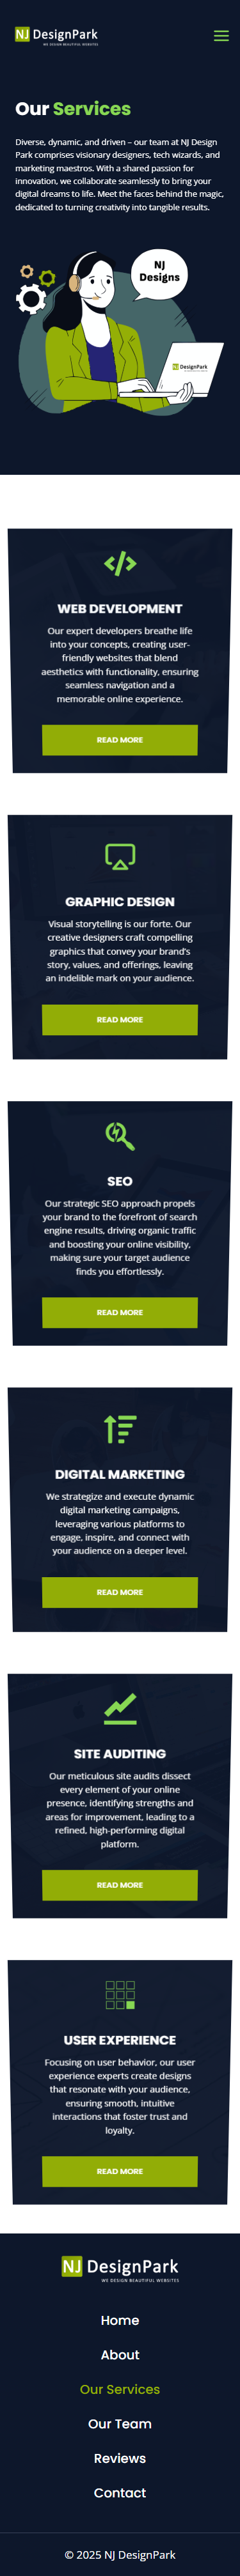 NJ DesignPark
WE DESIGN BEAUTIFUL WEBSITES
Our Services
Diverse, dynamic, and driven – our team at NJ Design
Park comprises visionary designers, tech wizards, and
marketing maestros. With a shared passion for
innovation, we collaborate seamlessly to bring your
digital dreams to life. Meet the faces behind the magic,
dedicated to turning creativity into tangible results.
NJ
Designs
NJ DesignPark
WEB DEVELOPMENT
Our expert developers breathe life
into your concepts, creating user-
friendly websites that blend
aesthetics with functionality, ensuring
seamless navigation and a
memorable online experience.
READ MORE
GRAPHIC DESIGN
Visual storytelling is our forte. Our
creative designers craft compelling
graphics that convey your brand's
story, values, and offerings, leaving
an indelible mark on your audience.
READ MORE
SEO
Our strategic SEO approach propels
your brand to the forefront of search
engine results, driving organic traffic
and boosting your online visibility,
making sure your target audience
finds you effortlessly.
READ MORE
DIGITAL MARKETING
We strategize and execute dynamic
digital marketing campaigns,
leveraging various platforms to
engage, inspire, and connect with
your audience on a deeper level.
READ MORE
SITE AUDITING
Our meticulous site audits dissect
every element of your online
presence, identifying strengths and
areas for improvement, leading to a
refined, high-performing digital
platform.
READ MORE
USER EXPERIENCE
Focusing on user behavior, our user
experience experts create designs
that resonate with your audience,
ensuring smooth, intuitive
interactions that foster trust and
loyalty.
READ MORE
NJ DesignPark
WE DESIGN BEAUTIFUL WEBSITES
Home
About
Our Services
Our Team
Reviews
Contact
© 2025 NJ DesignPark